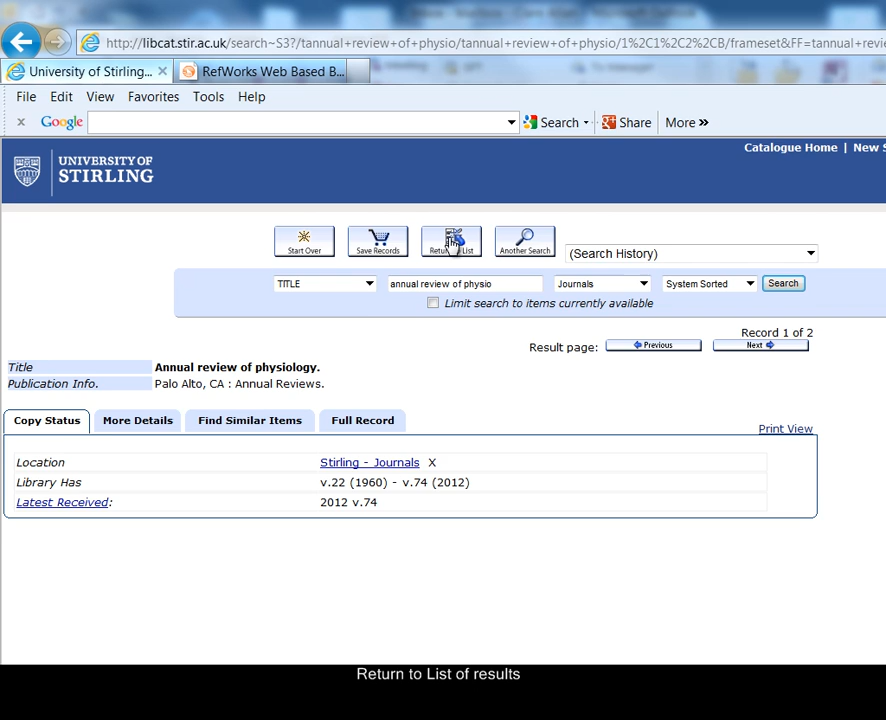 http://libcat.stir.ac.uk/search~S3?/tannual+review+of+physio/tannual+review+of+physio/1%2C1%2C2%2CB/frameset&FF=tannual+revie
University of Stirling... RefWorks Web Based B...
File Edit View Favorites Tools Help
x Google Search Share More »
Catalogue Home | New S
UNIVERSITY OF
STIRLING
Start Over Save Records List Another Search (Search History)
TITLE annual review of physio Journals System Sorted Search
Limit search to items currently available
Record 1 of 2
Result page: Previous Next
Title Annual review of physiology.
Publication Info. Palo Alto, CA : Annual Reviews.
Copy Status More Details Find Similar Items Full Record
Print View
Location Stirling - Journals X
Library Has v.22 (1960) - v.74 (2012)
Latest Received: 2012 v.74
Return to List of results